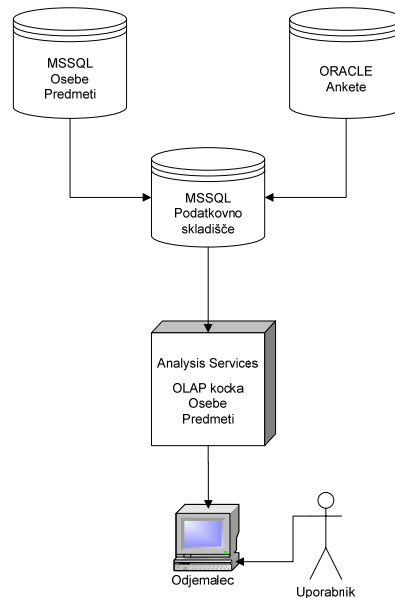 MSSQL
Osebe
Predmeti
ORACLE
Ankete
MSSQL
Podatkovno
skladišče
Analysis Services
OLAP kocka
Osebe
Predmeti
Odjemalec
Uporabnik